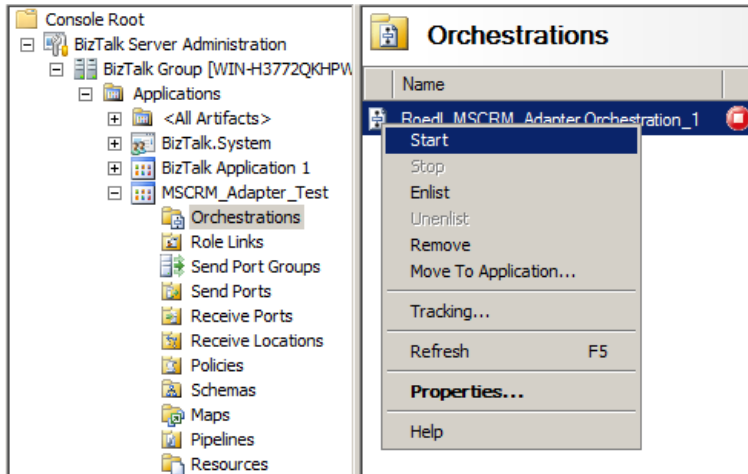 Console Root
BizTalk Server Administration
BizTalk Group [WIN-H3772QKHPW
Applications
<All Artifacts>
BizTalk.System
BizTalk Application 1
MSCRM_Adapter_Test
Orchestrations
Role Links
Send Port Groups
Send Ports
Receive Ports
Receive Locations
Policies
Schemas
Maps
Pipelines
Resources
Orchestrations
Name
Roedl_MSCRM_Adapter.Orchestration_1
Start
Stop
Enlist
Unenlist
Remove
Move To Application...
Tracking...
Refresh F5
Properties...
Help